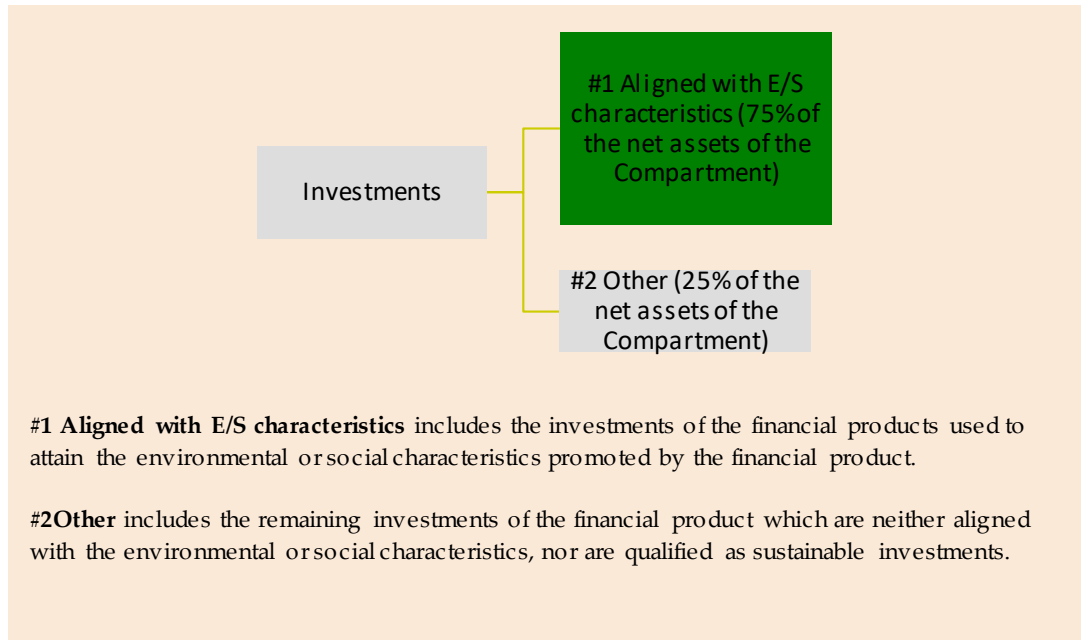 #1 Aligned with E/S
characteristics (75% of
the net assets of the
Compartment)
Investments
#2 Other (25% of the
net assets of the
Compartment)
#1 Aligned with E/S characteristics includes the investments of the financial products used to
attain the environmental or social characteristics promoted by the financial product.
#2Other includes the remaining investments of the financial product which are neither aligned
with the environmental or social characteristics, nor are qualified as sustainable investments.